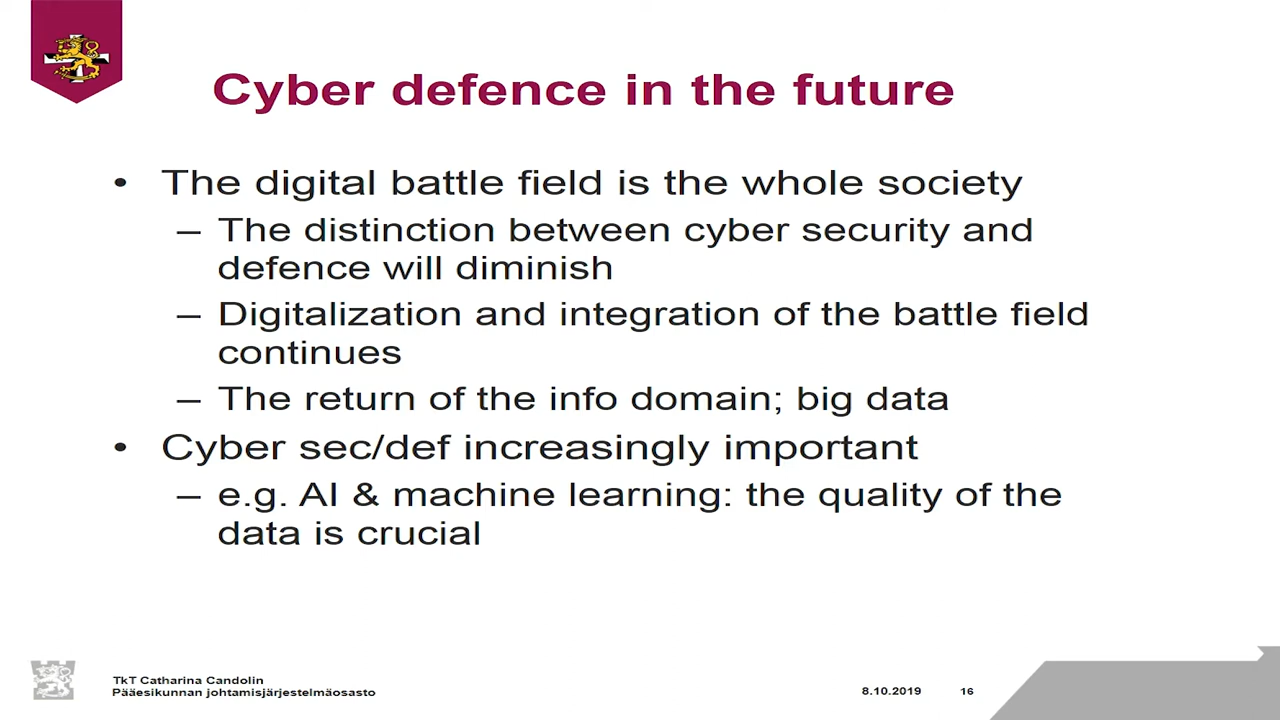 Cyber defence in the future
• The digital battle field is the whole society
– The distinction between cyber security and
defence will diminish
– Digitalization and integration of the battle field
continues
– The return of the info domain; big data
• Cyber sec/def increasingly important
– e.g. AI & machine learning: the quality of the
data is crucial
TkT Catharina Candolin
Pääesikunnan johtamisjärjestelmäosasto
8.10.2019 16